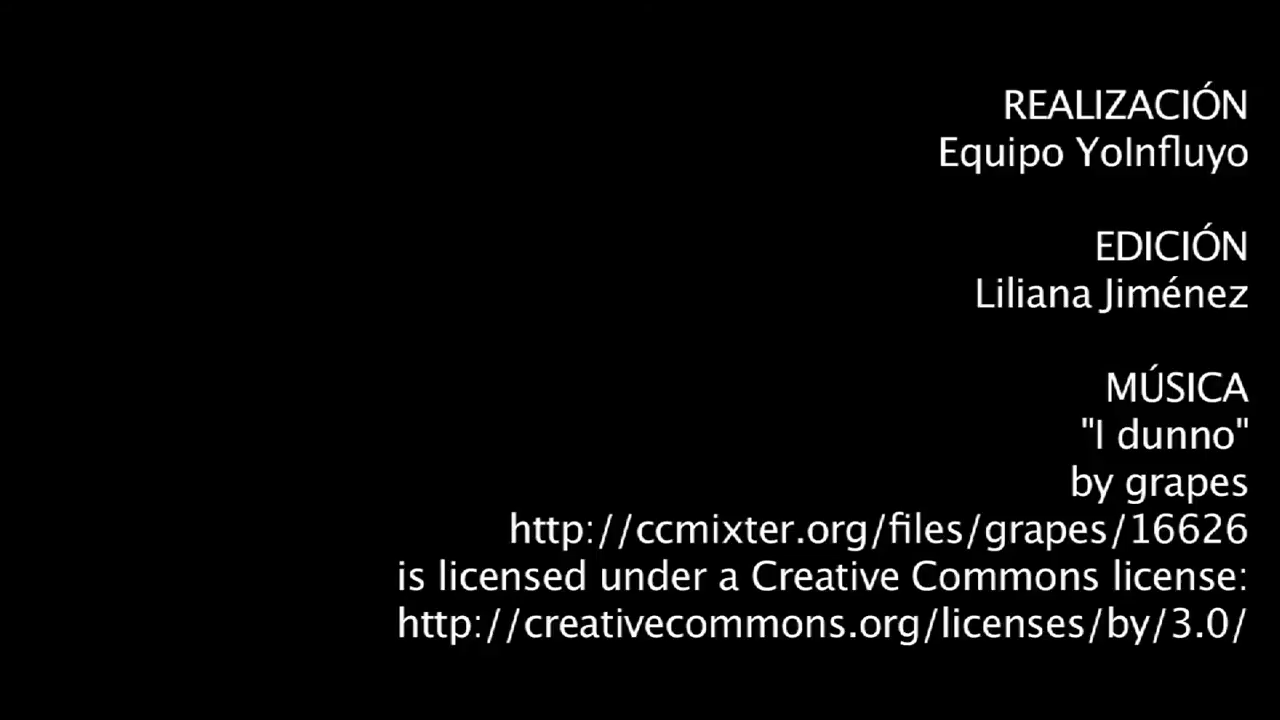 REALIZACIÓN
Equipo YoInfluyo
EDICIÓN
Liliana Jiménez
MÚSICA
"I dunno"
by grapes
http://ccmixter.org/files/grapes/16626
is licensed under a Creative Commons license:
http://creativecommons.org/licenses/by/3.0/